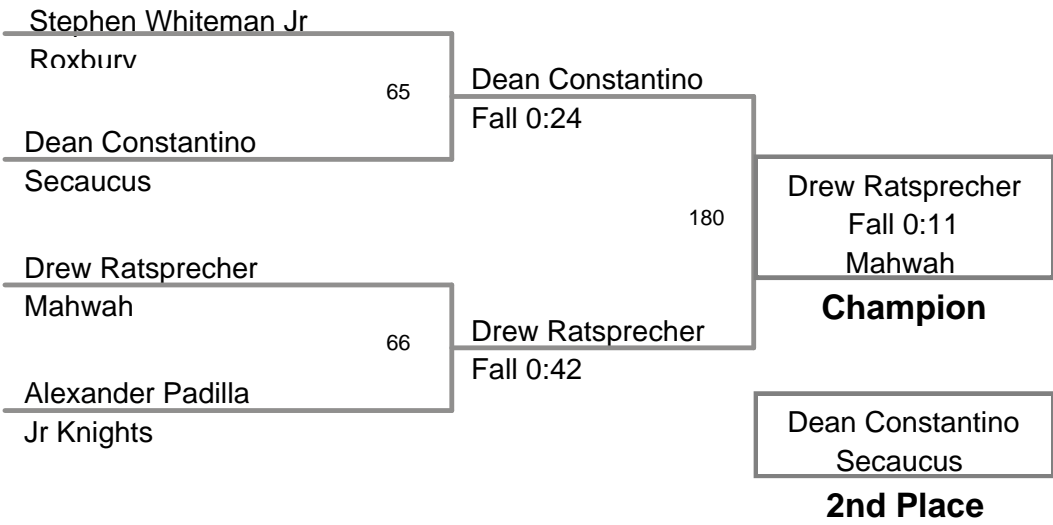 Stephen Whiteman Jr
Roxbury
65
Dean Constantino
Secaucus
Dean Constantino
Fall 0:24
Drew Ratsprecher
Mahwah
66
Alexander Padilla
Jr Knights
Drew Ratsprecher
Fall 0:42
180
Drew Ratsprecher
Fall 0:11
Mahwah
Champion
Dean Constantino
Secaucus
2nd Place